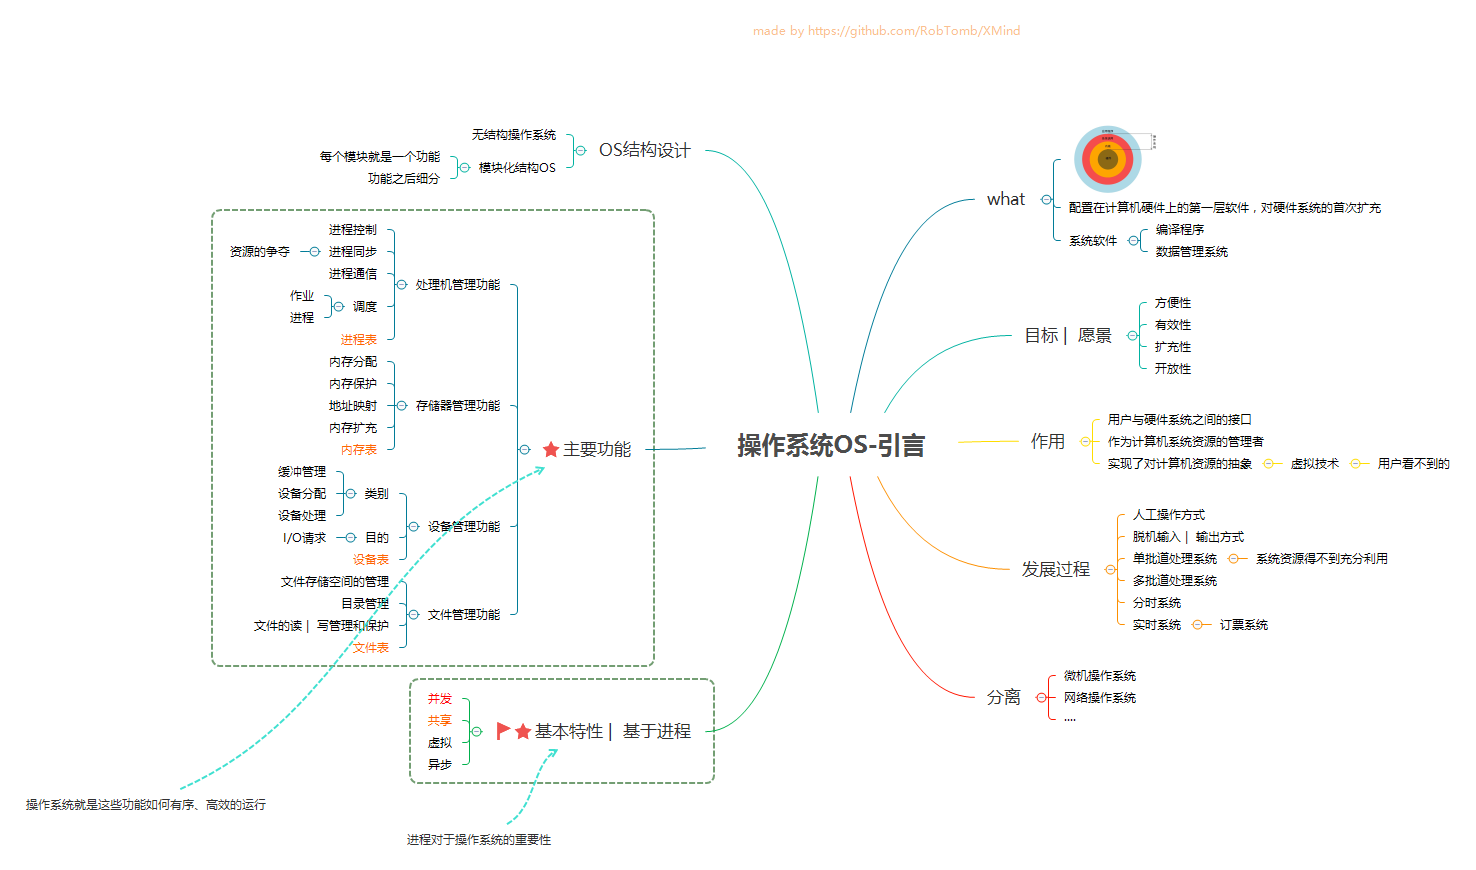 made by https://github.com/RobTomb/XMind
操作系统OS-引言
what
配置在计算机硬件上的第一层软件，对硬件系统的首次扩充
系统软件
编译程序
数据管理系统
目标 | 愿景
方便性
有效性
扩充性
开放性
作用
用户与硬件系统之间的接口
作为计算机系统资源的管理者
实现了对计算机资源的抽象
虚拟技术
用户看不到的
发展过程
人工操作方式
脱机输入 | 输出方式
单批道处理系统
系统资源得不到充分利用
多批道处理系统
分时系统
实时系统
订票系统
分离
微机操作系统
网络操作系统
....
OS结构设计
无结构操作系统
模块化结构OS
每个模块就是一个功能
功能之后细分
主要功能
处理机管理功能
进程控制
进程同步
资源的争夺
进程通信
调度
作业
进程
进程表
存储器管理功能
内存分配
内存保护
地址映射
内存扩充
内存表
设备管理功能
类别
缓冲管理
设备分配
设备处理
目的
I/O请求
设备表
文件管理功能
文件存储空间的管理
目录管理
文件的读 | 写管理和保护
文件表
基本特性 | 基于进程
并发
共享
虚拟
异步
操作系统就是这些功能如何有序、高效的运行
进程对于操作系统的重要性